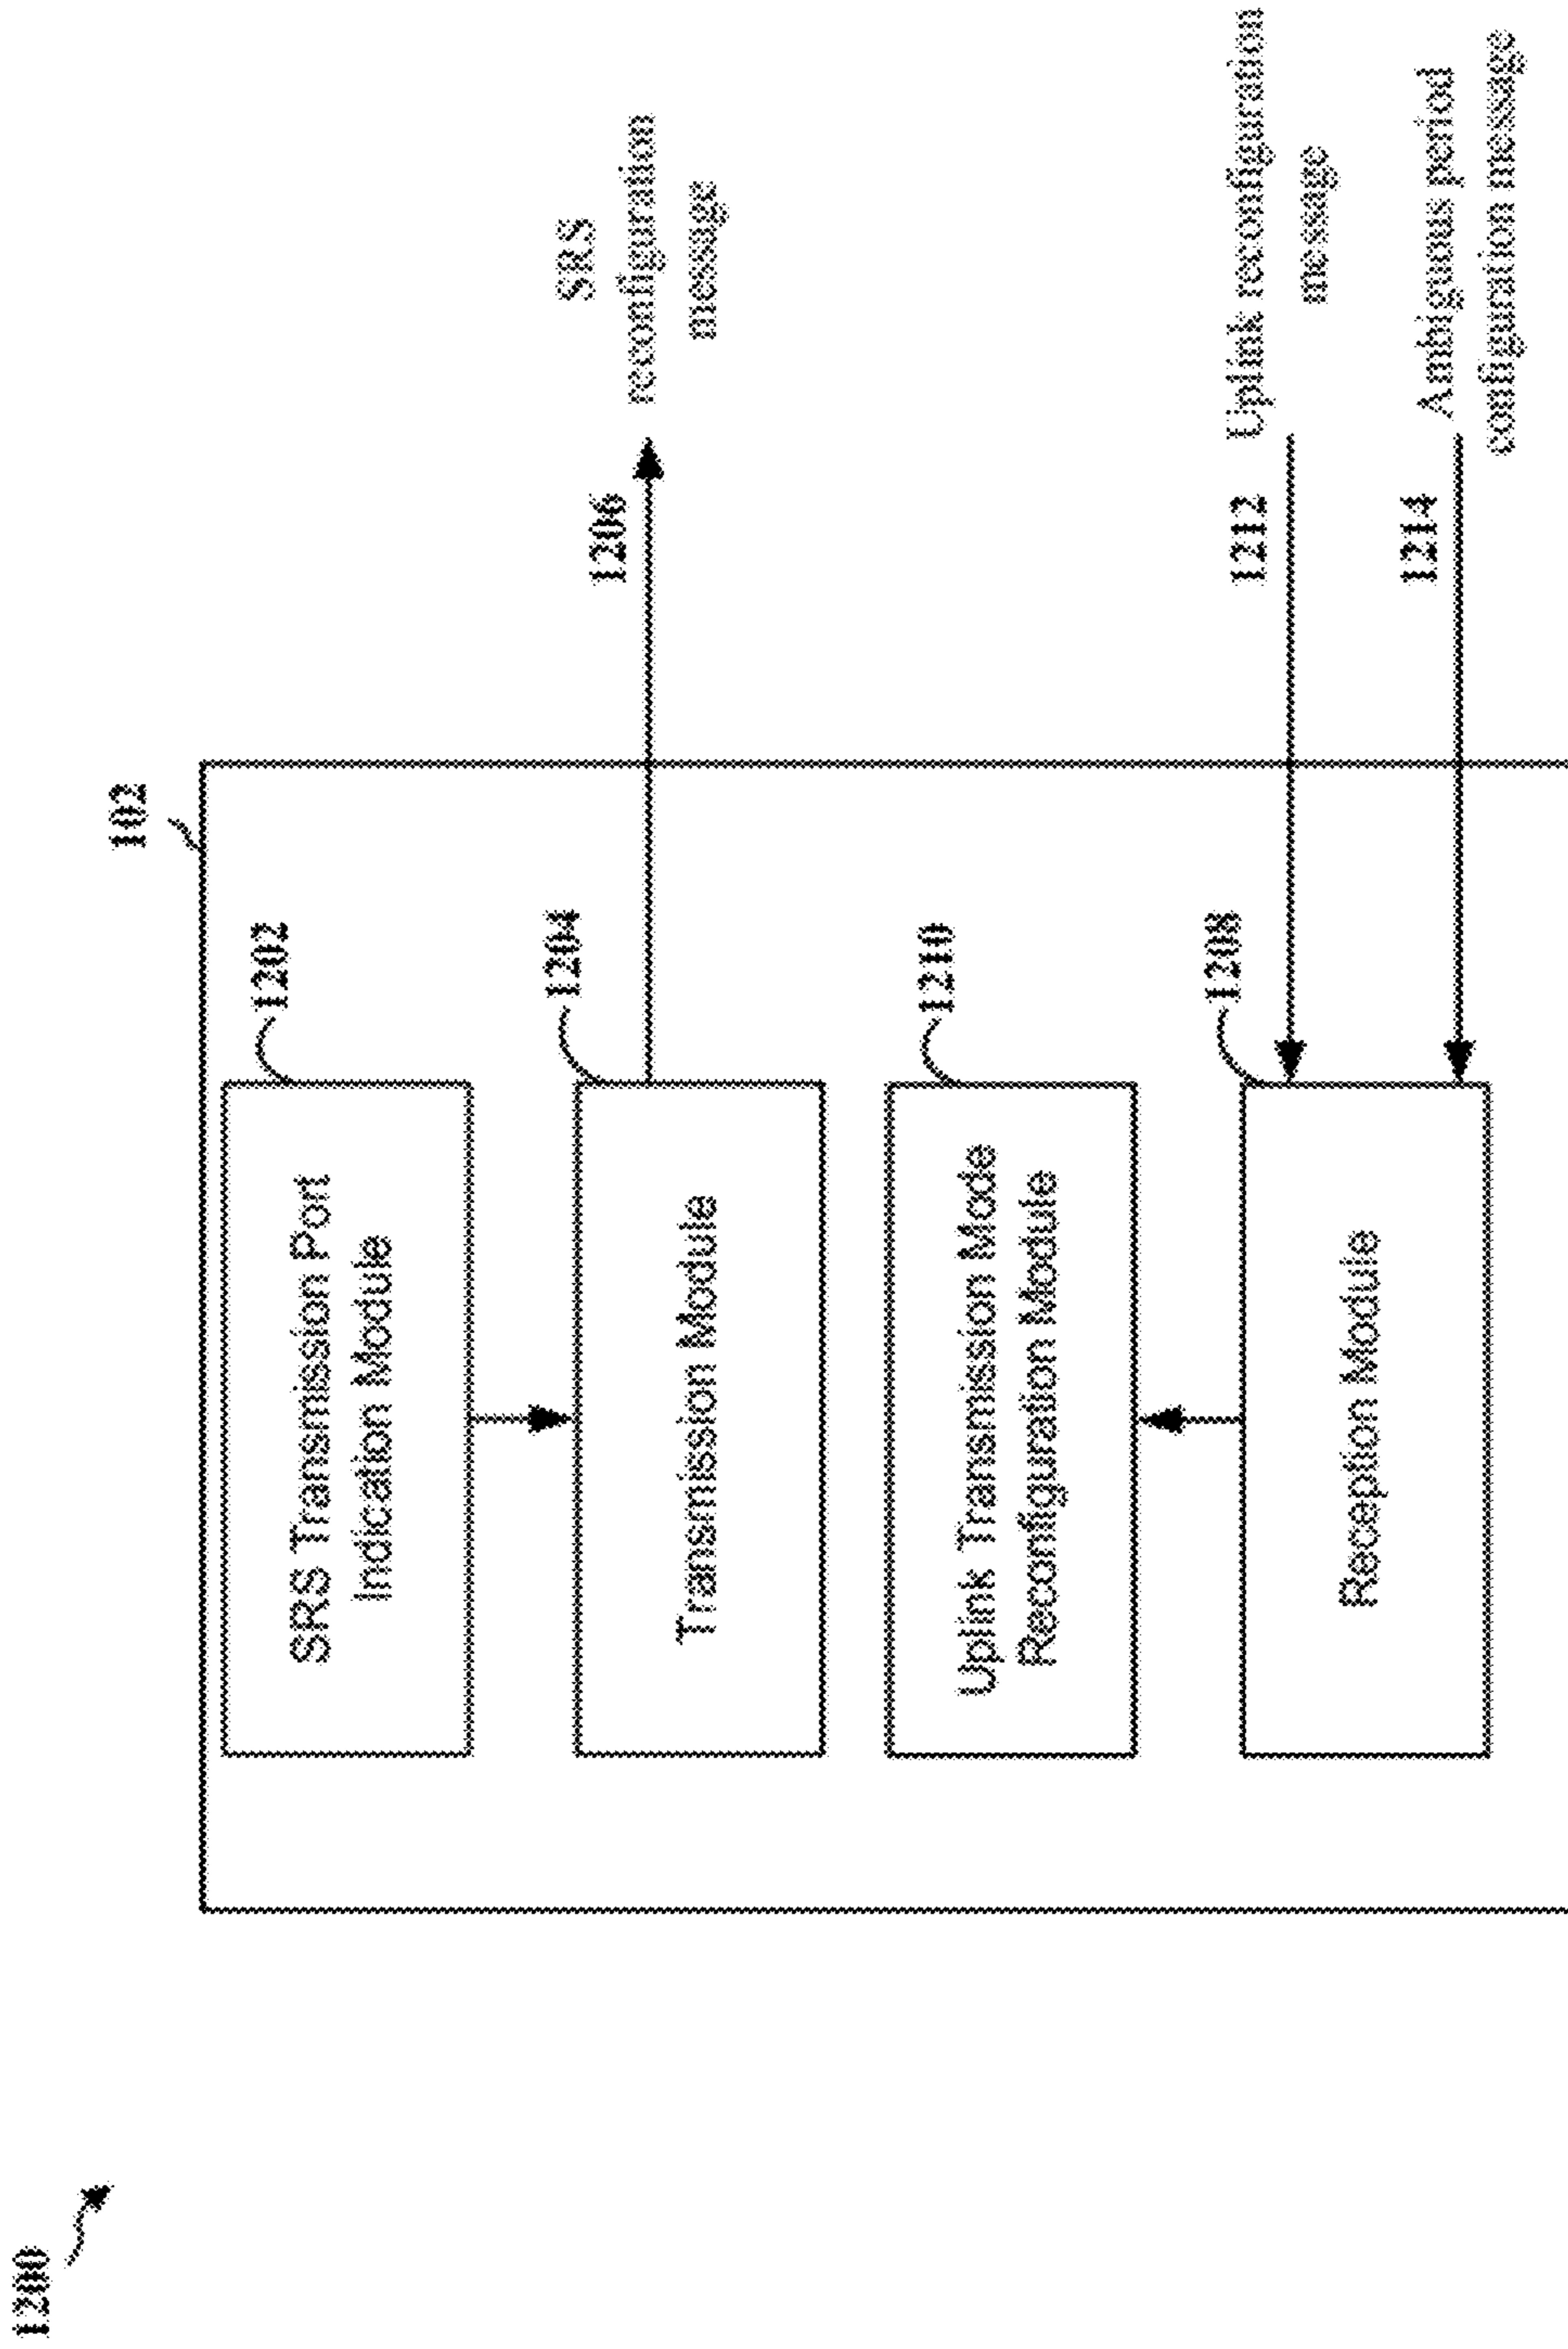 1200
102
SRS Transmission Port
Indication Module
1202
Transmission Module
1204
1206
SRS
reconfiguration
message
Uplink Transmission Mode
Reconfiguration Module
1210
Reception Module
1208
1212
Uplink reconfiguration
message
1214
Ambiguous period
configuration message